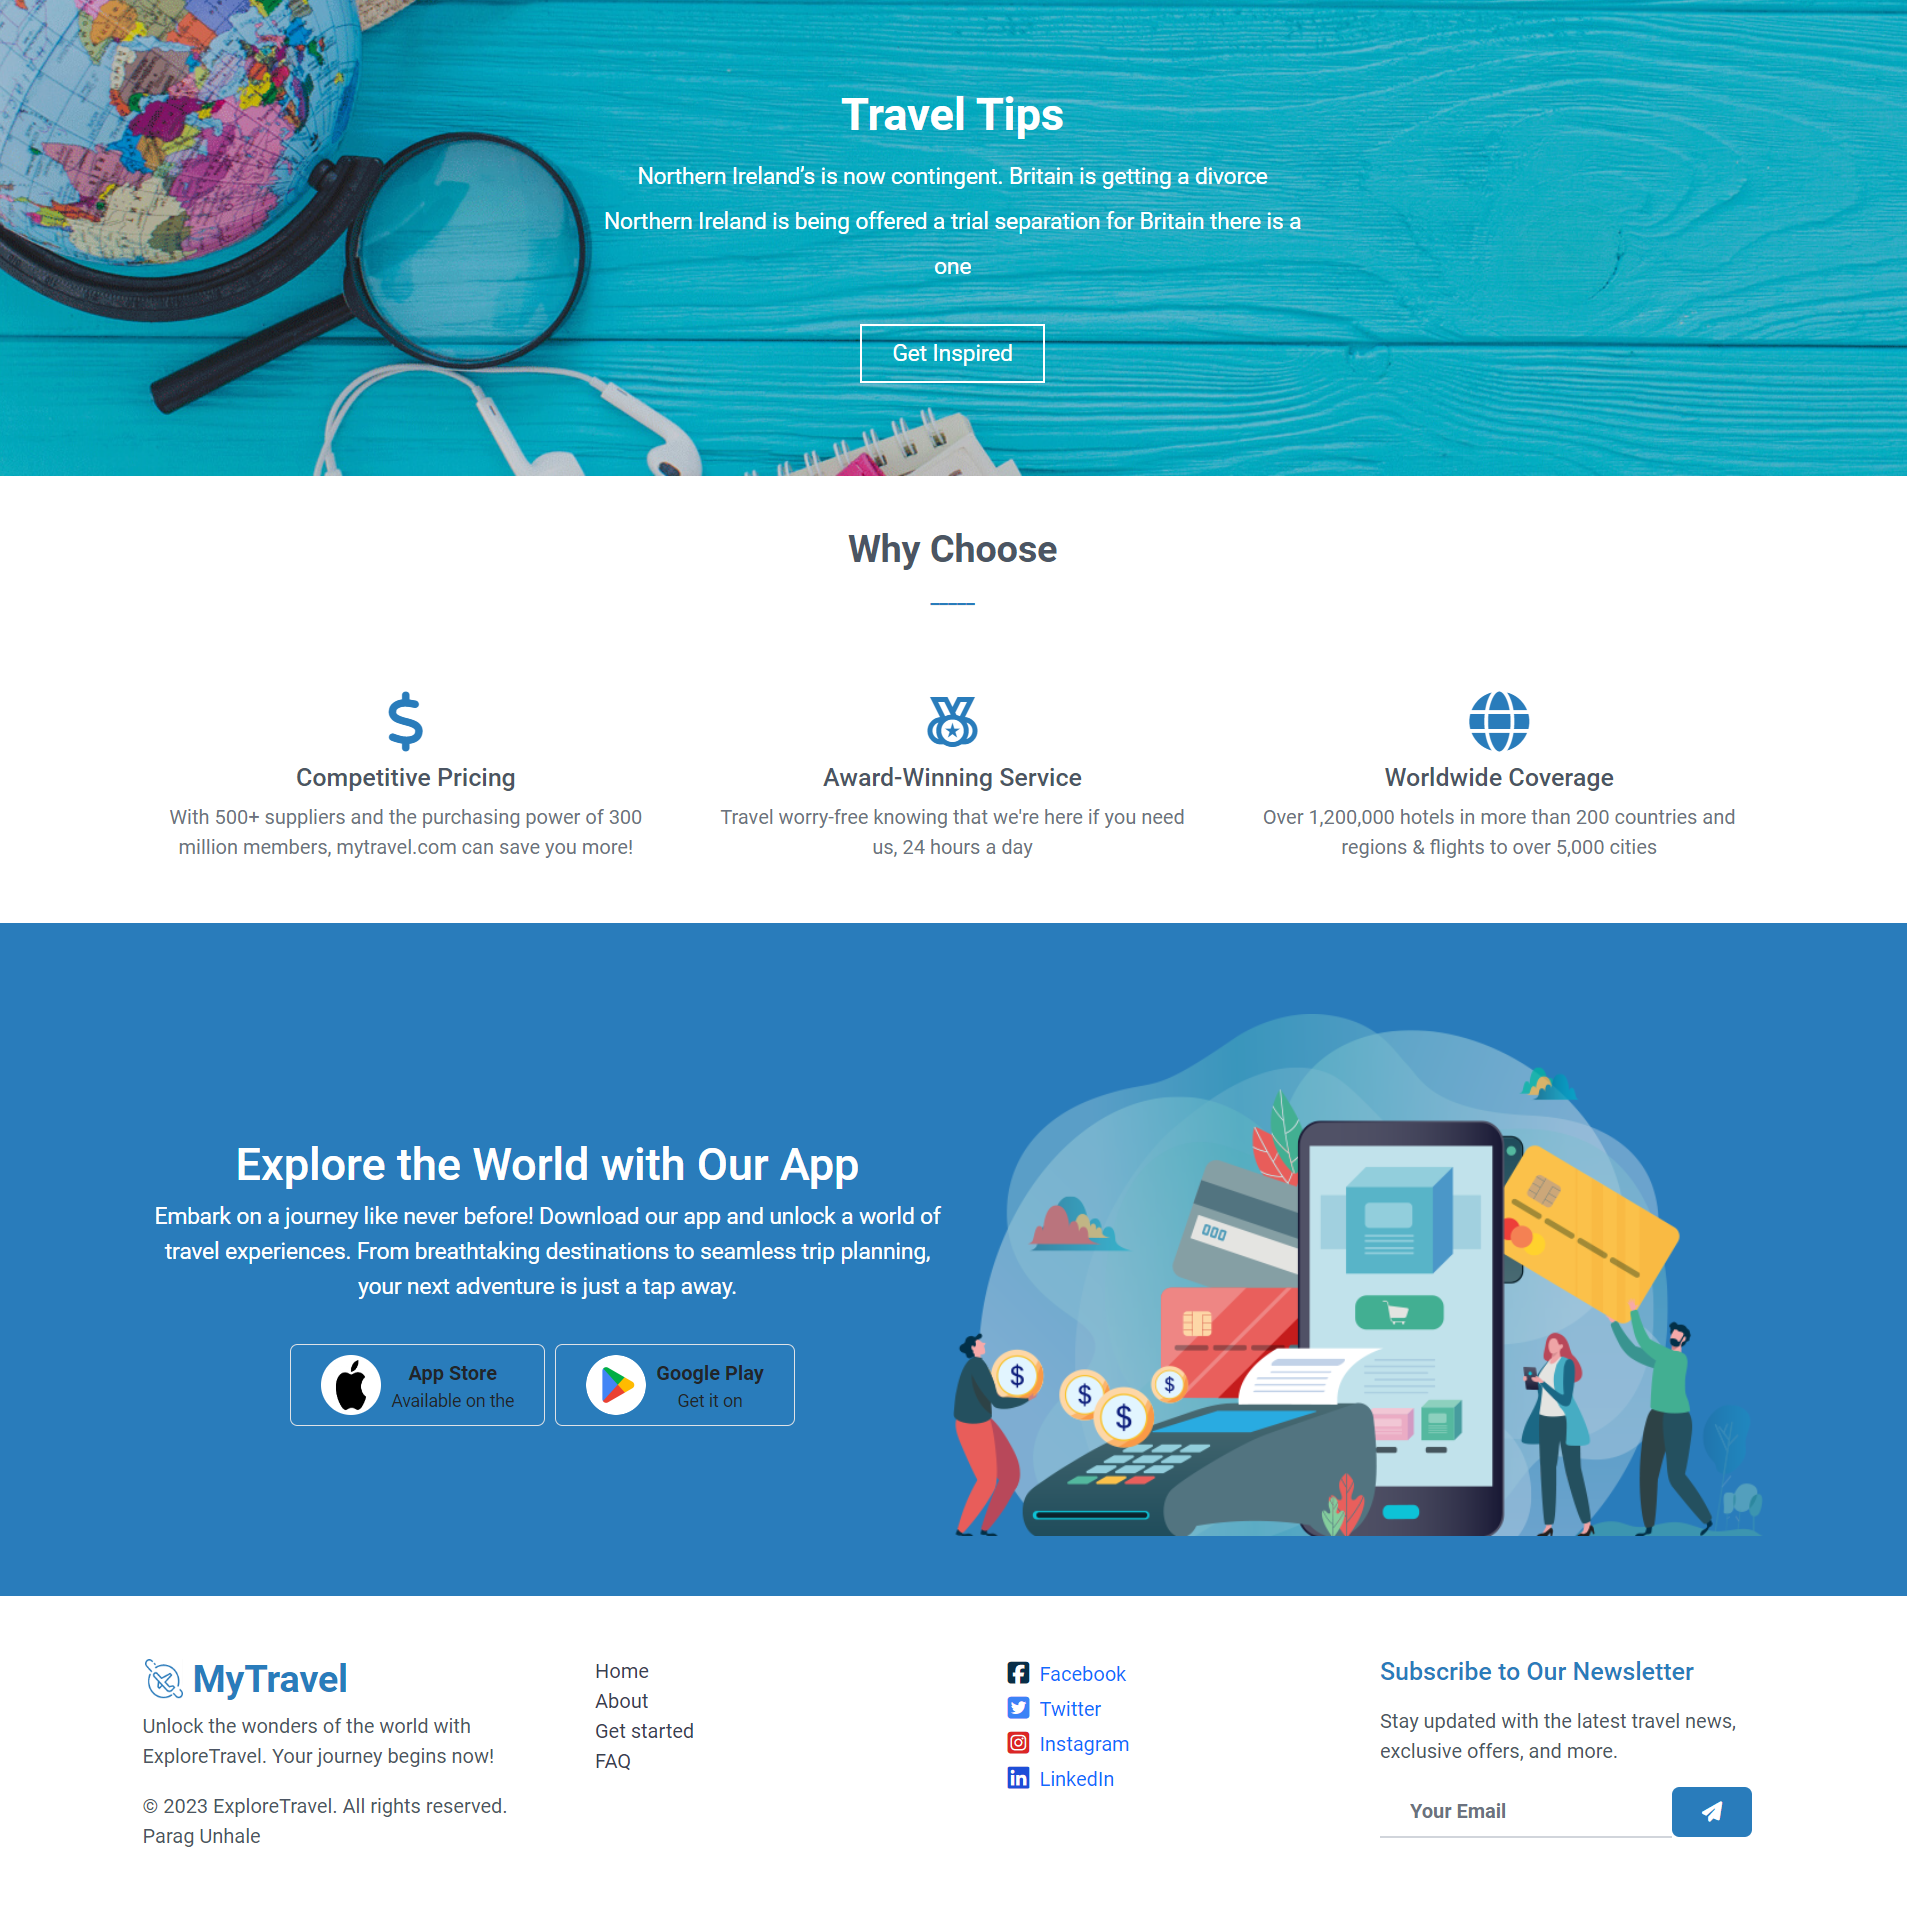 Travel Tips
Northern Ireland's is now contingent. Britain is getting a divorce
Northern Ireland is being offered a trial separation for Britain there is a
one
Get Inspired
Why Choose
Competitive Pricing
With 500+ suppliers and the purchasing power of 300
million members, mytravel.com can save you more!
Award-Winning Service
Travel worry-free knowing that we're here if you need
us, 24 hours a day
Worldwide Coverage
Over 1,200,000 hotels in more than 200 countries and
regions & flights to over 5,000 cities
Explore the World with Our App
Embark on a journey like never before! Download our app and unlock a world of
travel experiences. From breathtaking destinations to seamless trip planning,
your next adventure is just a tap away.
App Store
Available on the
Google Play
Get it on
MyTravel
Unlock the wonders of the world with
ExploreTravel. Your journey begins now!
© 2023 ExploreTravel. All rights reserved.
Parag Unhale
Home
About
Get started
FAQ
Facebook
Twitter
Instagram
LinkedIn
Subscribe to Our Newsletter
Stay updated with the latest travel news,
exclusive offers, and more.
Your Email